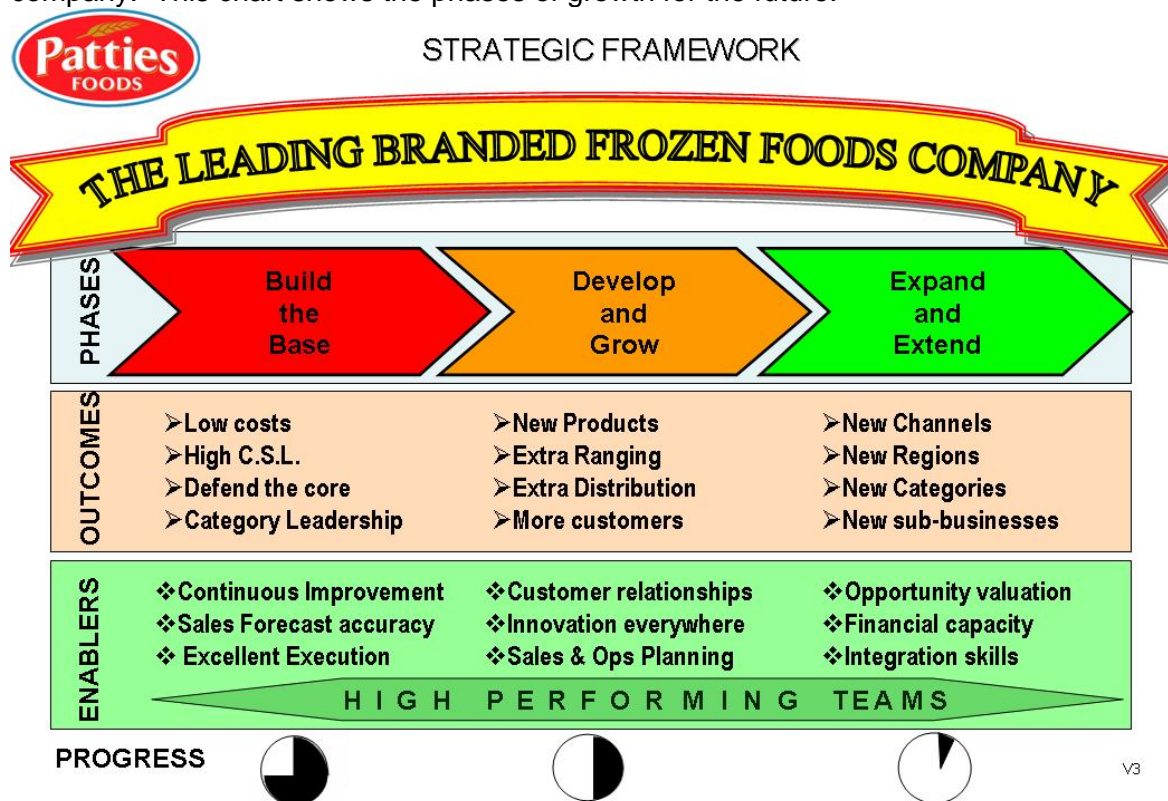 company. This chart shows the phases of growth for the future.
Patties
FOODS
STRATEGIC FRAMEWORK
THE LEADING BRANDED FROZEN FOODS COMPANY
PHASES
Build
the
Base
Develop
and
Grow
Expand
and
Extend
OUTCOMES
➢Low costs
➢High C.S.L.
➢Defend the core
➢Category Leadership
➢New Products
➢Extra Ranging
➢Extra Distribution
➢More customers
➢New Channels
➢New Regions
➢New Categories
➢New sub-businesses
ENABLERS
❖Continuous Improvement
❖Sales Forecast accuracy
❖ Excellent Execution
❖Customer relationships
❖Innovation everywhere
❖Sales & Ops Planning
❖Opportunity valuation
❖Financial capacity
❖Integration skills
HIGH PERFORMING TEAMS
PROGRESS
V3